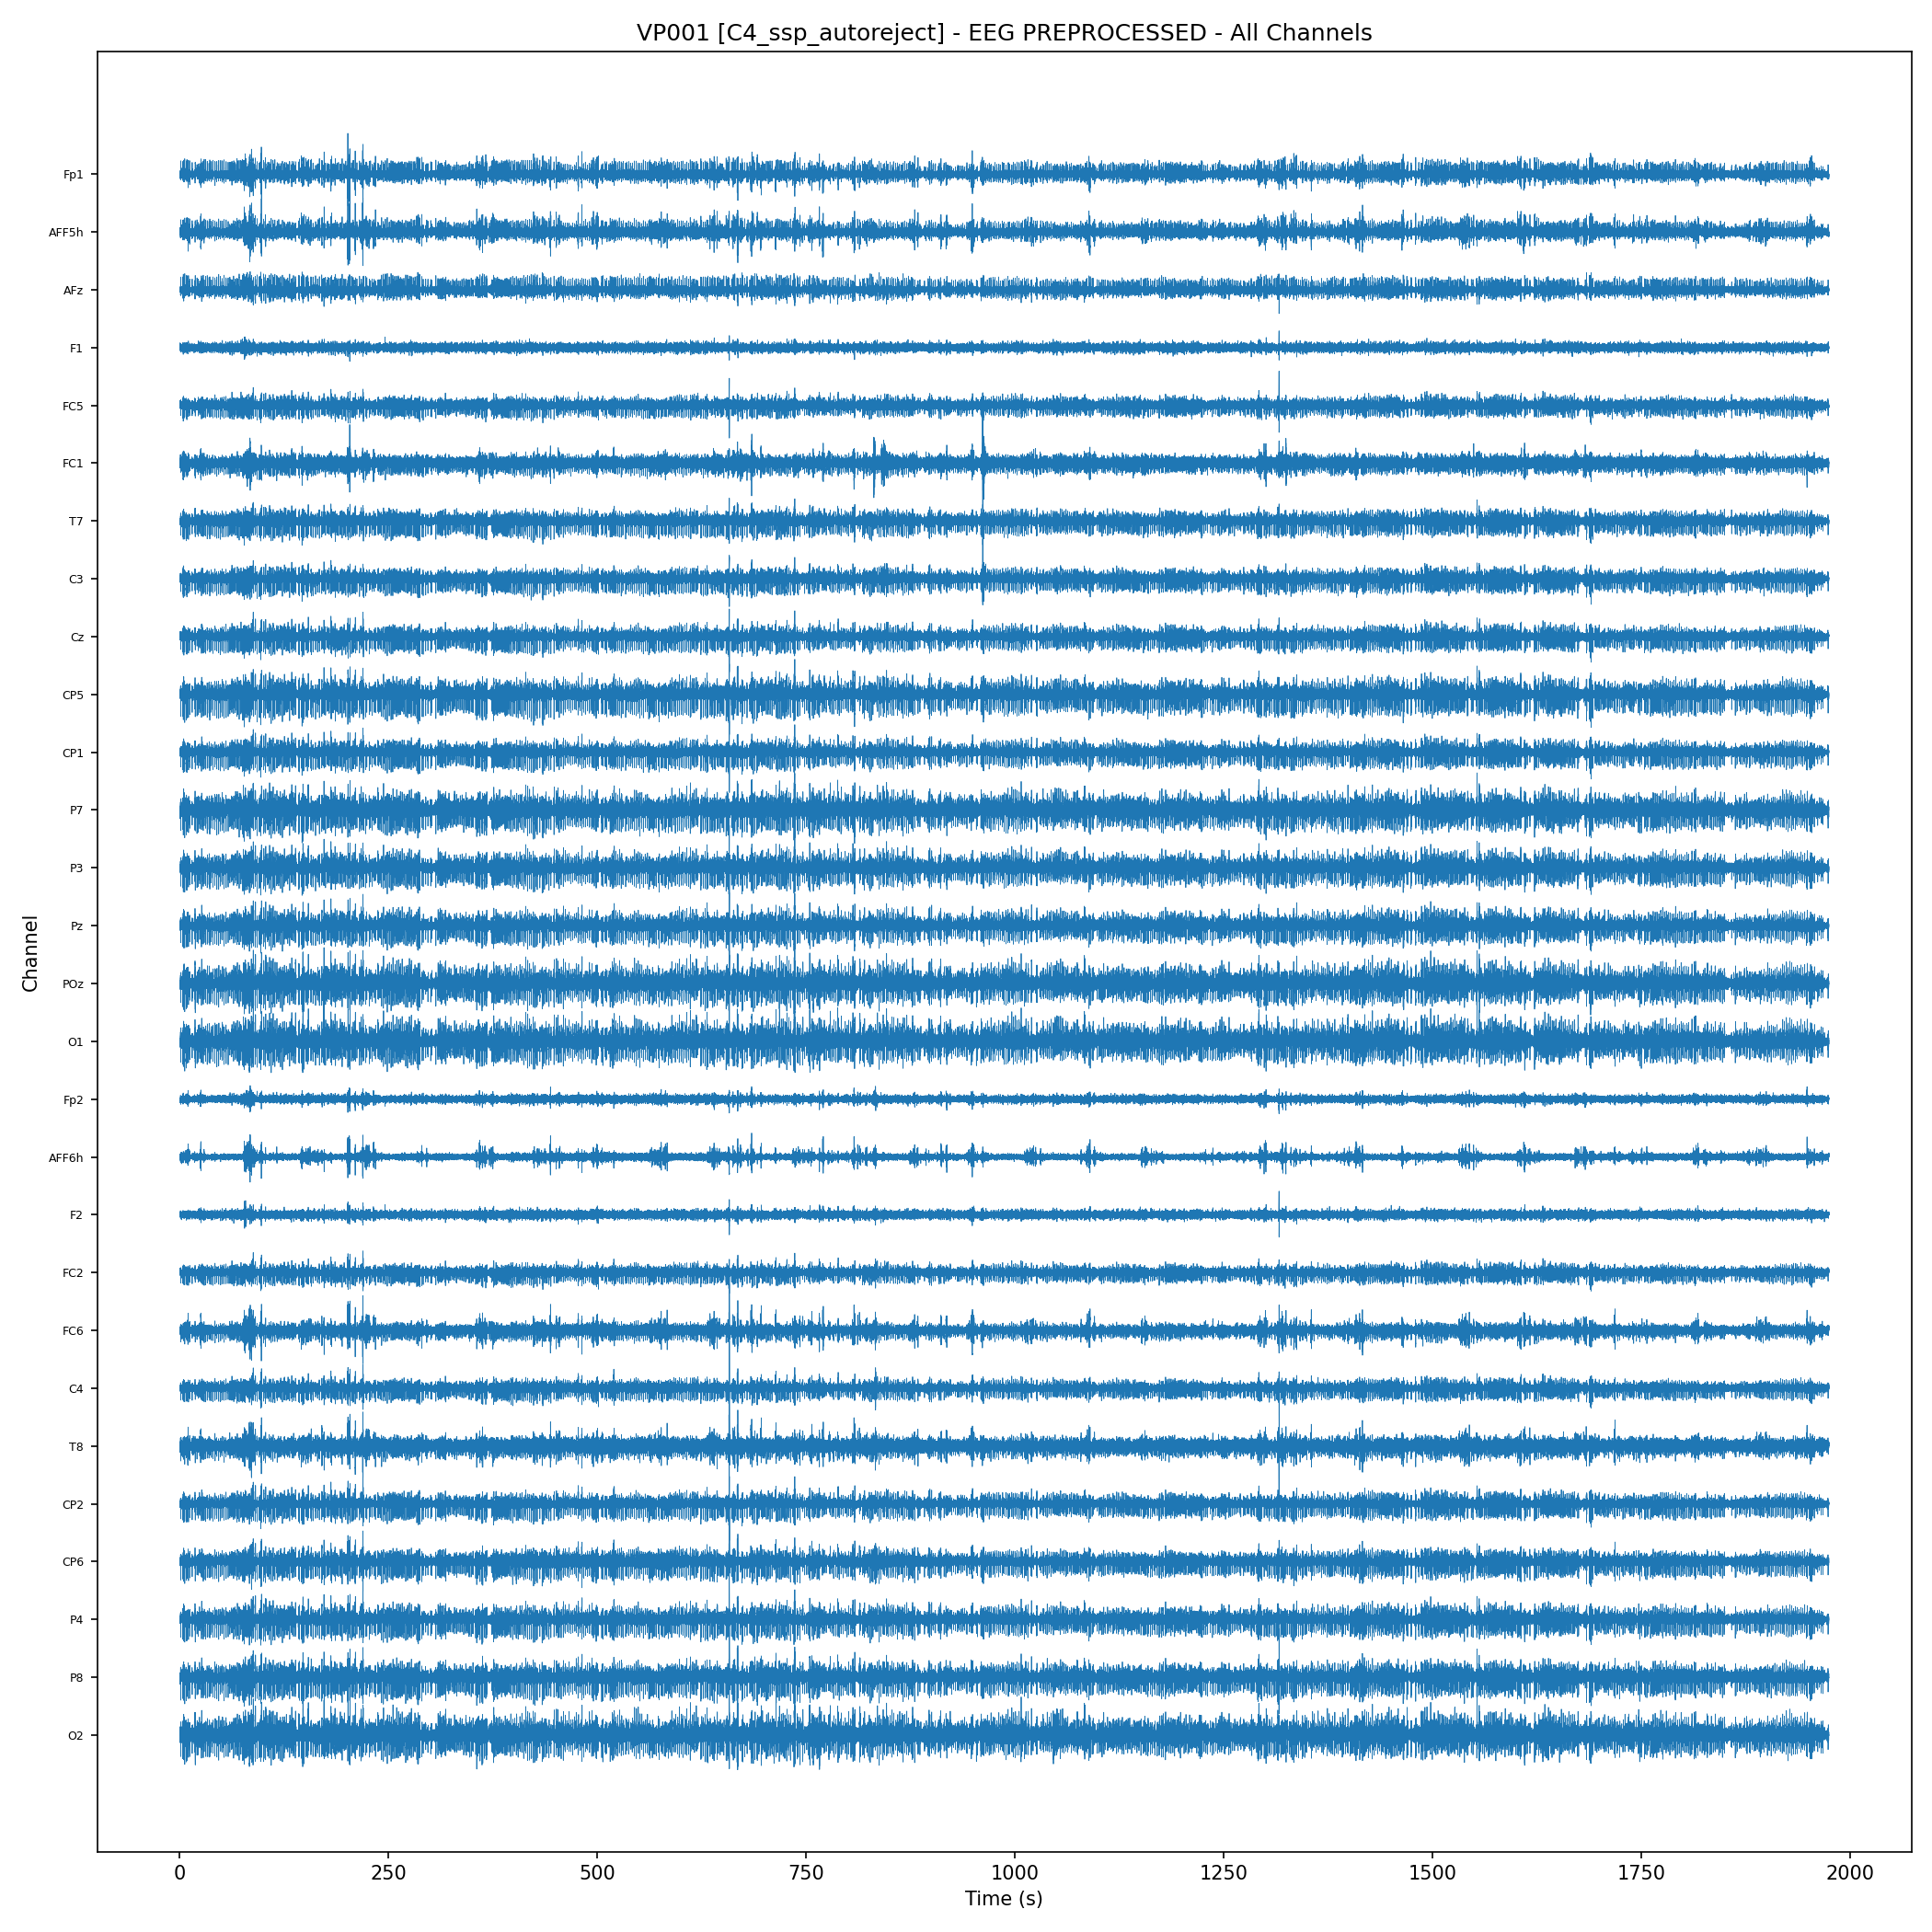 VP001 [C4_ssp_autoreject] - EEG PREPROCESSED - All Channels
Channel
Fp1
AFF5h
AFz
F1
FC5
FC1
T7
C3
Cz
CP5
CP1
P7
P3
Pz
POz
O1
Fp2
AFF6h
F2
FC2
FC6
C4
T8
CP2
CP6
P4
P8
O2
0 250 500 750 1000 1250 1500 1750 2000
Time (s)